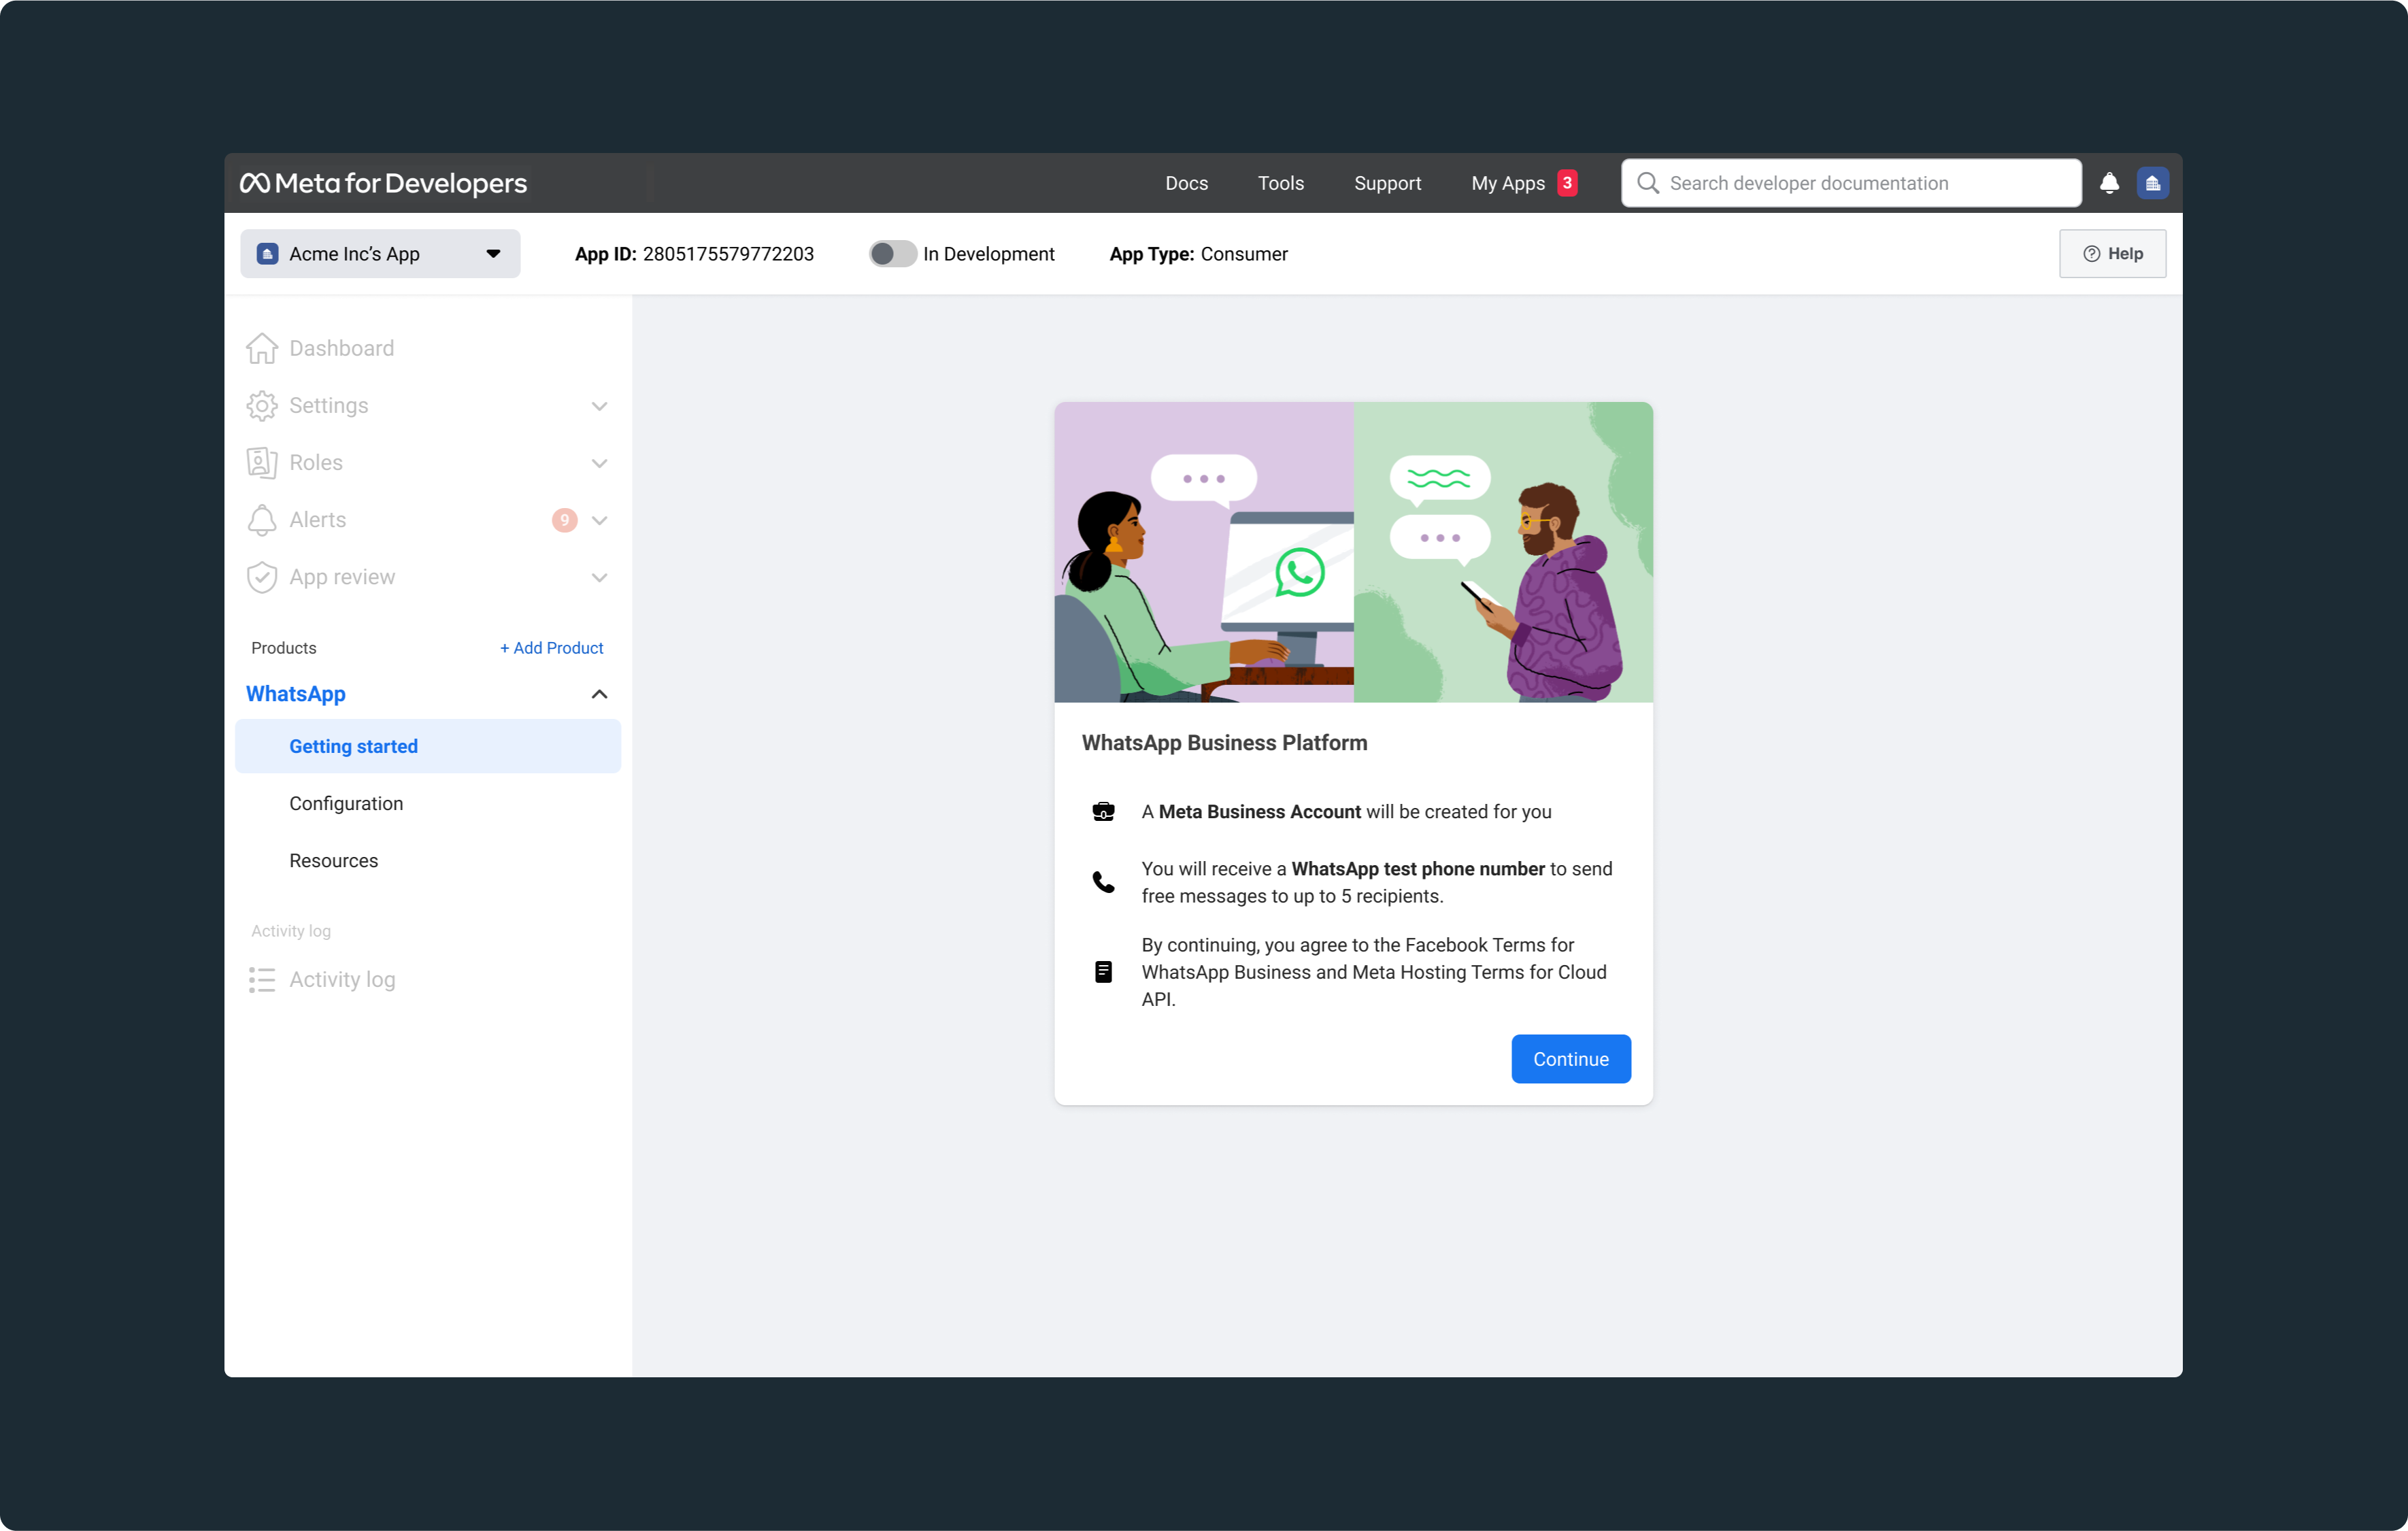 Meta for Developers
Docs
Tools
Support
My Apps 3
Search developer documentation
Acme Inc’s App
App ID: 2805175579772203
In Development
App Type: Consumer
Help
Dashboard
Settings
Roles
Alerts 9
App review
Products
+ Add Product
WhatsApp
Getting started
Configuration
Resources
Activity log
Activity log
WhatsApp Business Platform
A Meta Business Account will be created for you
You will receive a WhatsApp test phone number to send
free messages to up to 5 recipients.
By continuing, you agree to the Facebook Terms for
WhatsApp Business and Meta Hosting Terms for Cloud
API.
Continue